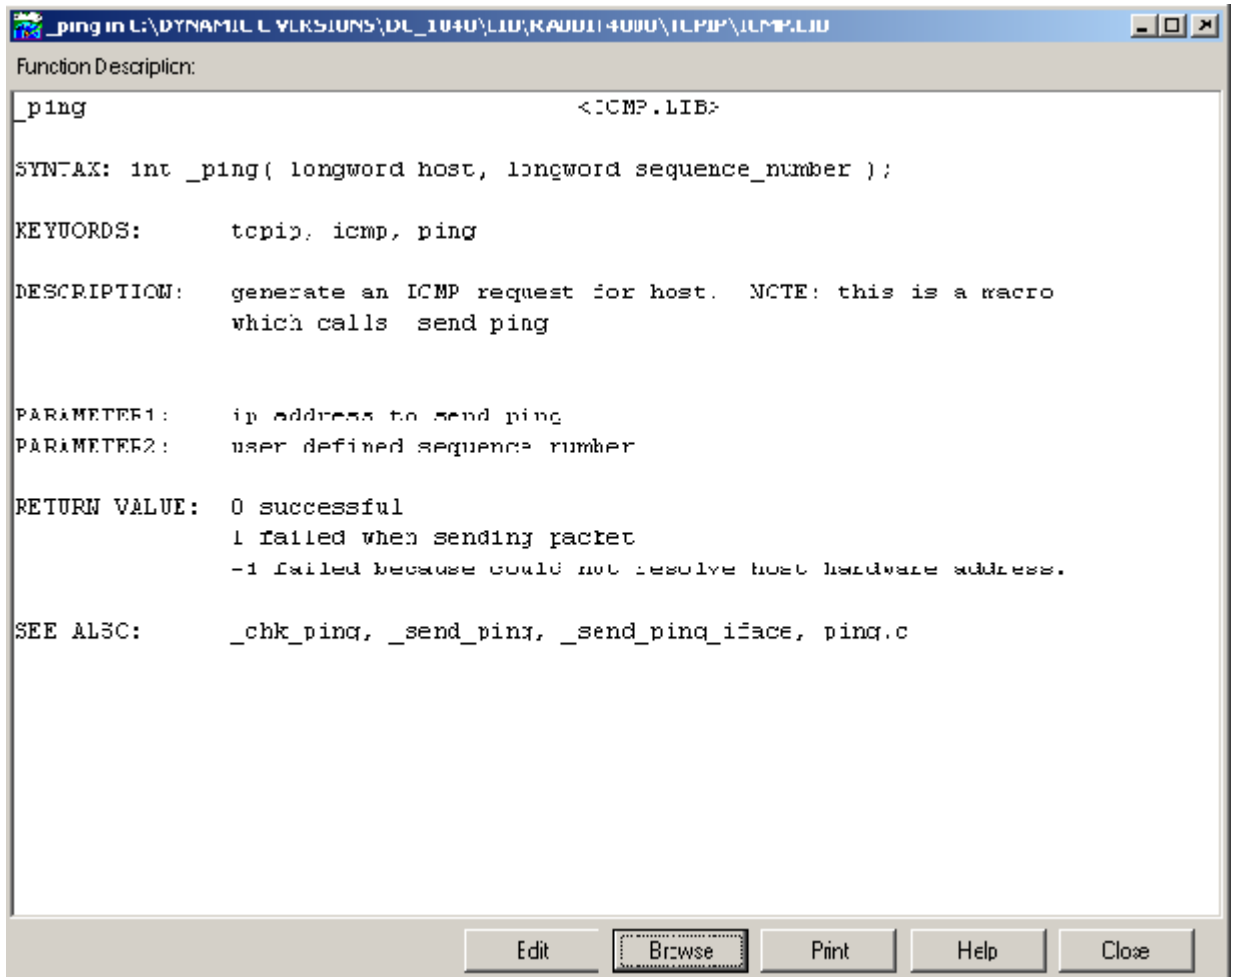 _ping in C:\DYNAMIC C VERSIONS\DC_1040\LIB\RABBIT4000\TCPIP\ICMP.LIB
Function Description:
_ping <ICMP.LIB>
SYNTAX: int _ping( longword host, longword sequence_number );
KEYWORDS: tcpip, icmp, ping
DESCRIPTION: generate an ICMP request for host. NOTE: this is a macro
which calls send ping
PARAMETER1: ip address to send ping
PARAMETER2: user defined sequence number
RETURN VALUE: 0 successful
1 failed when sending packet
-1 failed because could not resolve host hardware address.
SEE ALSO: _chk_ping, _send_ping, _send_ping_iface, ping.c
Edit Browse Print Help Close